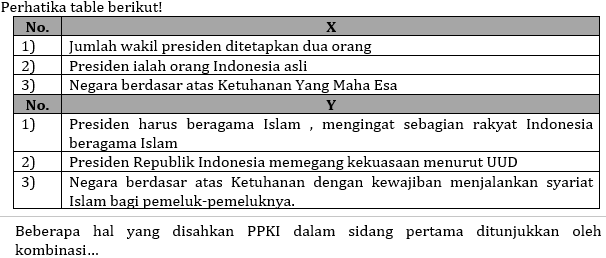 Perhatika table berikut!
No. X
1) Jumlah wakil presiden ditetapkan dua orang
2) Presiden ialah orang Indonesia asli
3) Negara berdasar atas Ketuhanan Yang Maha Esa
No. Y
1) Presiden harus beragama Islam , mengingat sebagian rakyat Indonesia
beragama Islam
2) Presiden Republik Indonesia memegang kekuasaan menurut UUD
3) Negara berdasar atas Ketuhanan dengan kewajiban menjalankan syariat
Islam bagi pemeluk-pemeluknya.
Beberapa hal yang disahkan PPKI dalam sidang pertama ditunjukkan oleh
kombinasi...